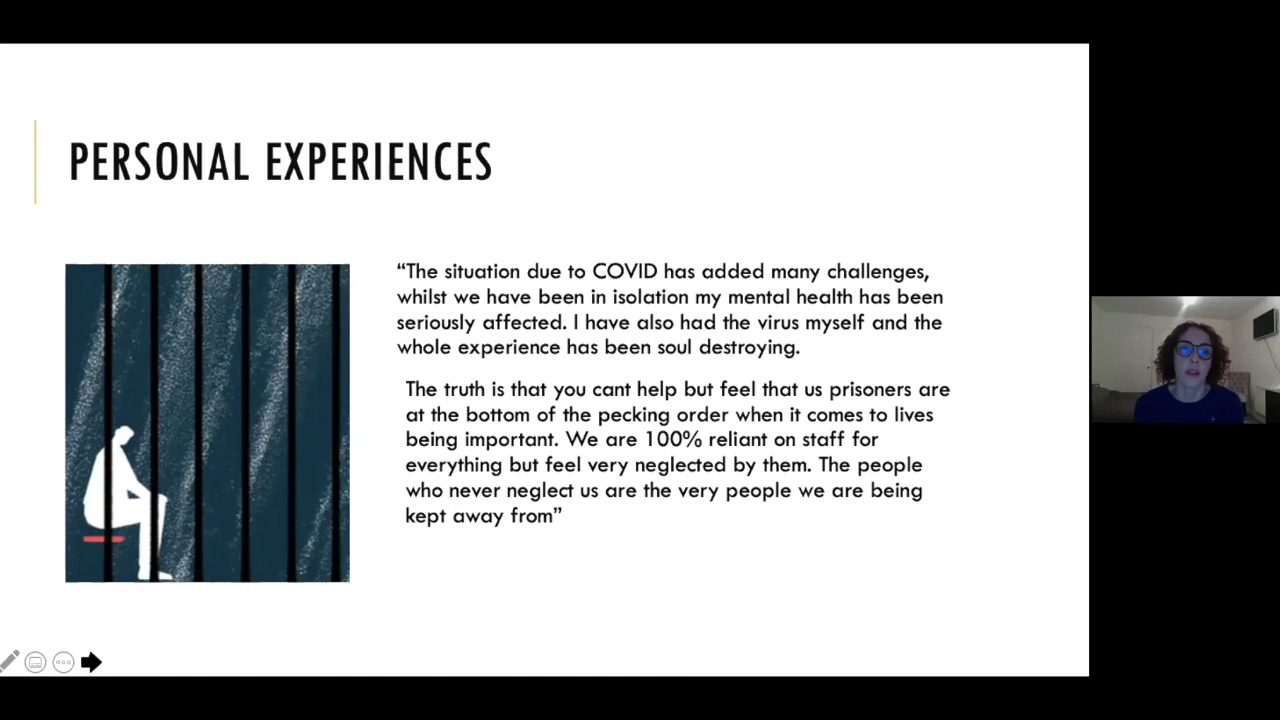 PERSONAL EXPERIENCES
“The situation due to COVID has added many challenges,
whilst we have been in isolation my mental health has been
seriously affected. I have also had the virus myself and the
whole experience has been soul destroying.
The truth is that you cant help but feel that us prisoners are
at the bottom of the pecking order when it comes to lives
being important. We are 100% reliant on staff for
everything but feel very neglected by them. The people
who never neglect us are the very people we are being
kept away from”